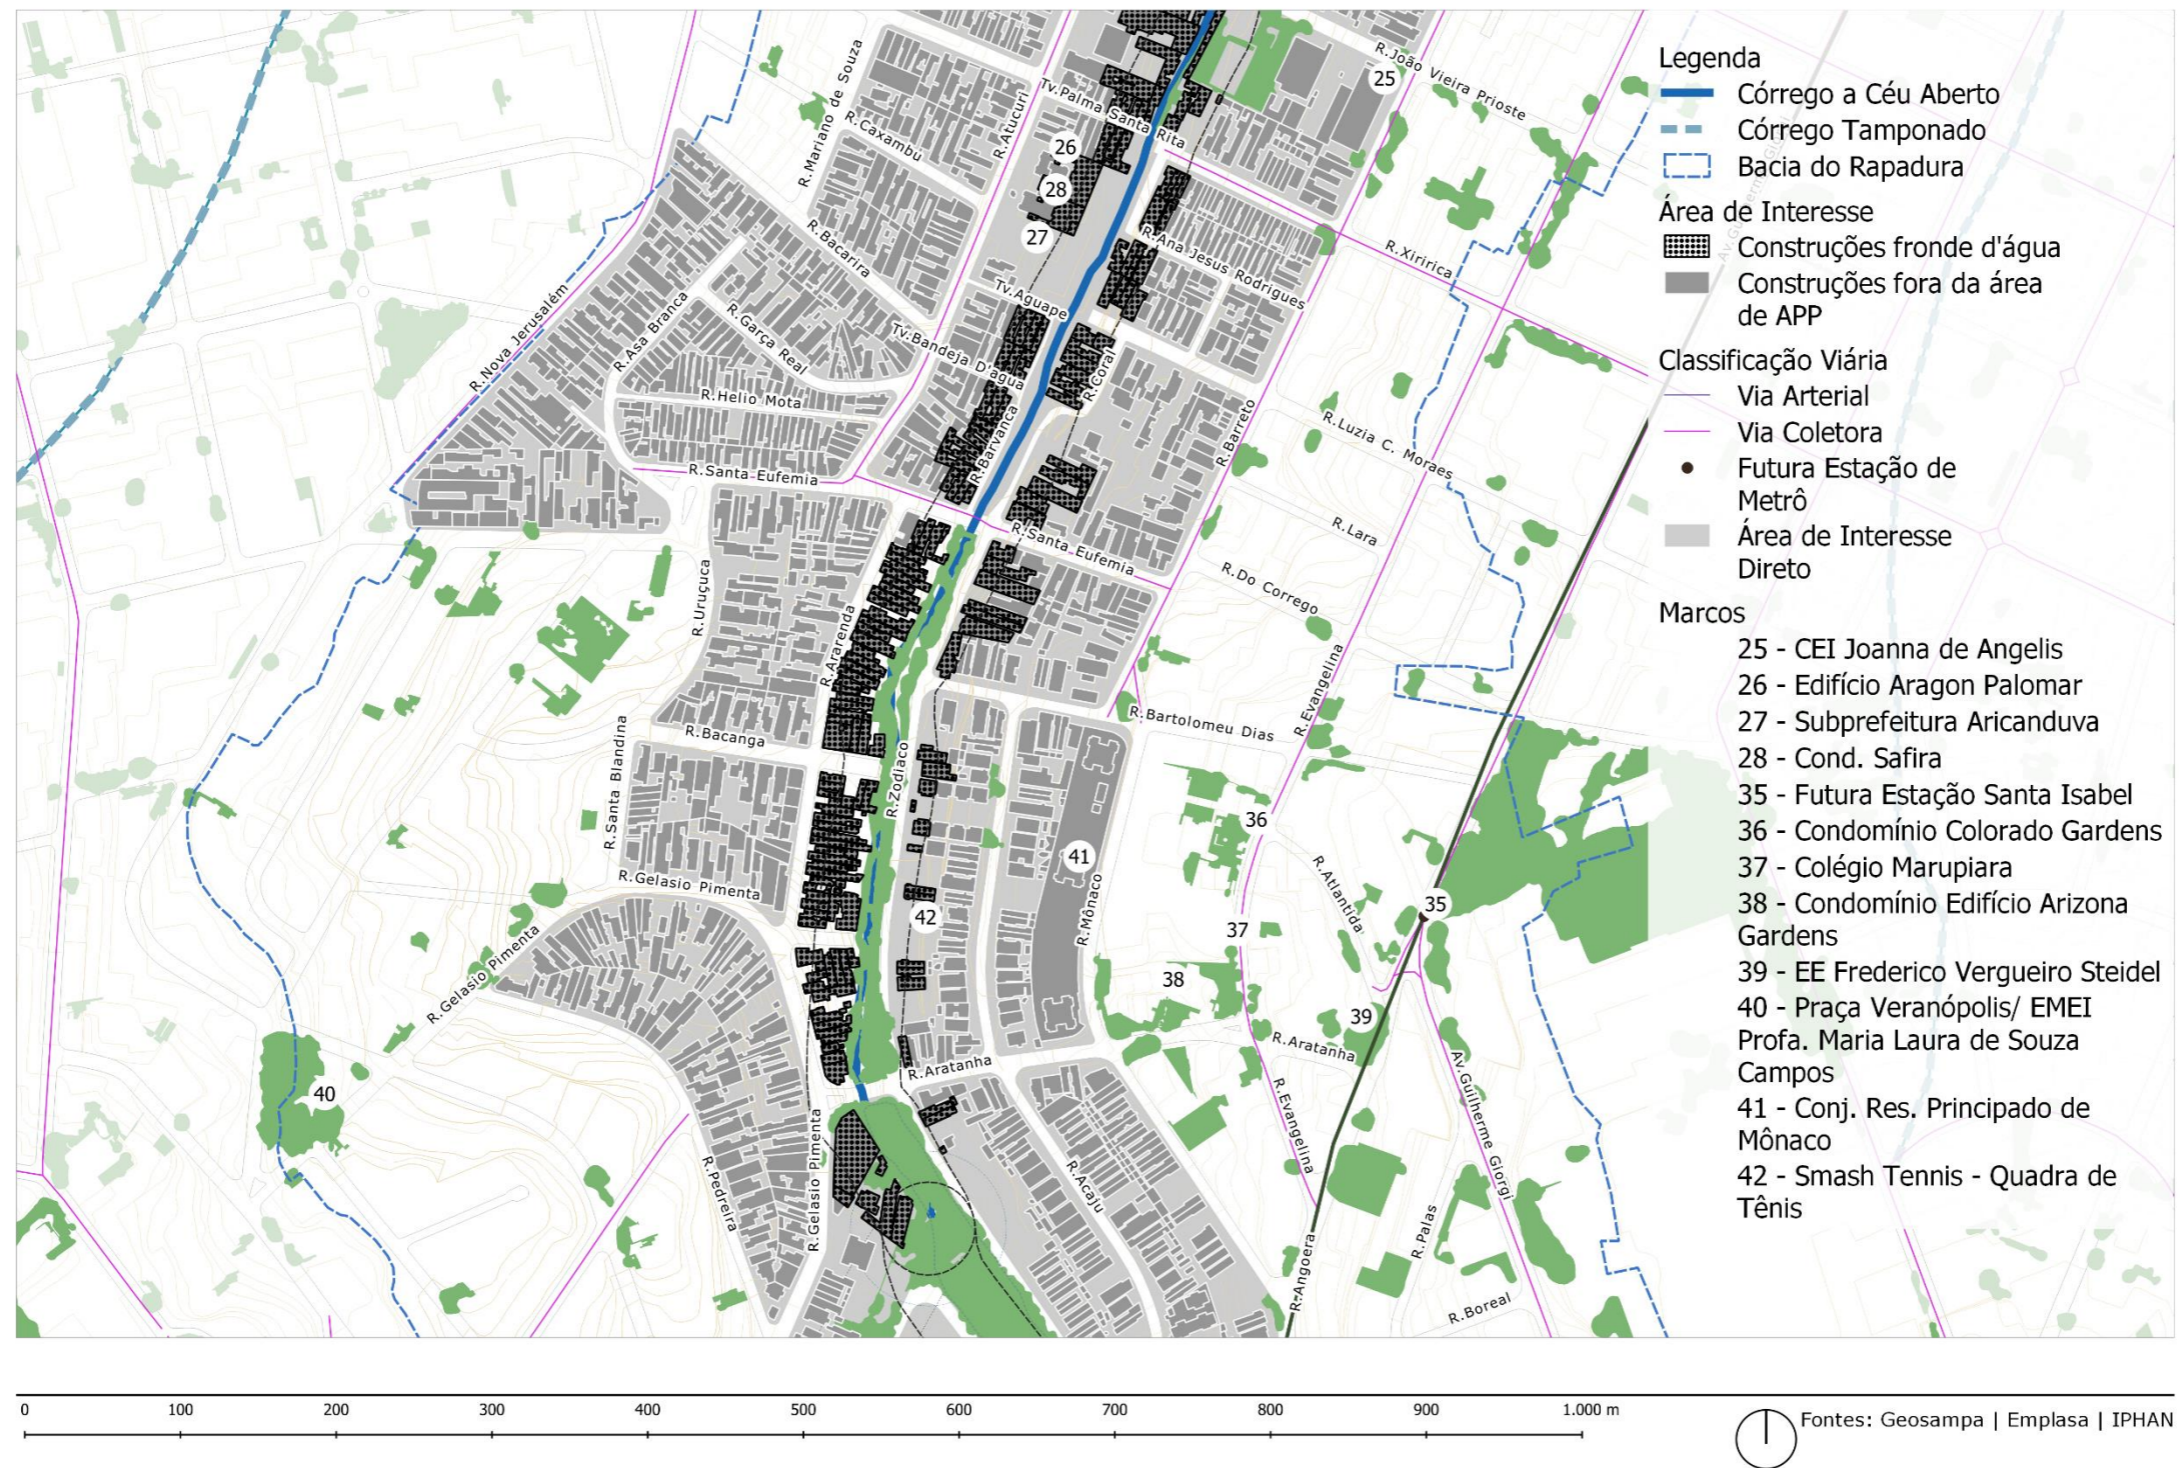 R.João Vieira Prioste
25
R.Mariano de Souza
R.Caxambu
R.Atucuri
Tv.Palma Santa Rita
26
28
27
R.Bacarira
R.Ana Jesus Rodrigues
R.Xiririca
Tv.Aguape
R.Nova Jerusalém
R.Asa Branca
R.Garça Real
Tv.Bandeja D'agua
R.Coral
R.Helio Mota
R.Barvanca
R.Barreto
R.Luzia C. Moraes
R.Santa Eufemia
R.Lara
R.Santa Eufemia
R.Do Corrego
R.Uruçuca
R.Ararenda
R.Evangelina
R.Bartolomeu Dias
R.Santa Blandina
R.Bacanga
R.Zodiaco
36
41
R.Atlantida
R.Gelasio Pimenta
R.Mônaco
35
42
37
R.Gelasio Pimenta
38
39
R.Aratanha
R.Aratanha
40
R.Gelasio Pimenta
R.Evangelina
Av.Guilherme Giorgi
R.Pedreira
R.Acaju
R.Palas
R.Angoera
R.Boreal
Legenda
Córrego a Céu Aberto
Córrego Tamponado
Bacia do Rapadura
Área de Interesse
Construções fronde d'água
Construções fora da área
de APP
Classificação Viária
Via Arterial
Via Coletora
Futura Estação de
Metrô
Área de Interesse
Direto
Marcos
25 - CEI Joanna de Angelis
26 - Edifício Aragon Palomar
27 - Subprefeitura Aricanduva
28 - Cond. Safira
35 - Futura Estação Santa Isabel
36 - Condomínio Colorado Gardens
37 - Colégio Marupiara
38 - Condomínio Edifício Arizona
Gardens
39 - EE Frederico Vergueiro Steidel
40 - Praça Veranópolis/ EMEI
Profa. Maria Laura de Souza
Campos
41 - Conj. Res. Principado de
Mônaco
42 - Smash Tennis - Quadra de
Tênis
0 100 200 300 400 500 600 700 800 900 1.000 m
Fontes: Geosampa | Emplasa | IPHAN